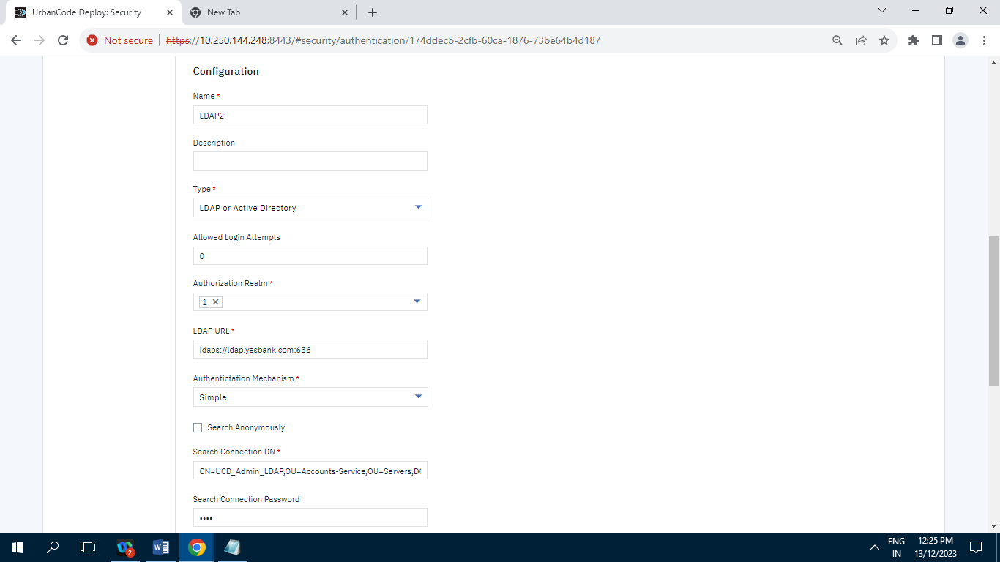 UrbanCode Deploy: Security
New Tab
Not secure
https://10.250.144.248:8443/#security/authentication/174ddecb-2cfb-60ca-1876-73be64b4d187
Configuration
Name *
LDAP2
Description
Type *
LDAP or Active Directory
Allowed Login Attempts
0
Authorization Realm *
1
LDAP URL *
ldaps://ldap.yesbank.com:636
Authentictation Mechanism *
Simple
Search Anonymously
Search Connection DN *
CN=UCD_Admin_LDAP,OU=Accounts-Service,OU=Servers,D
Search Connection Password
••••
2
ENG
IN
12:25 PM
13/12/2023